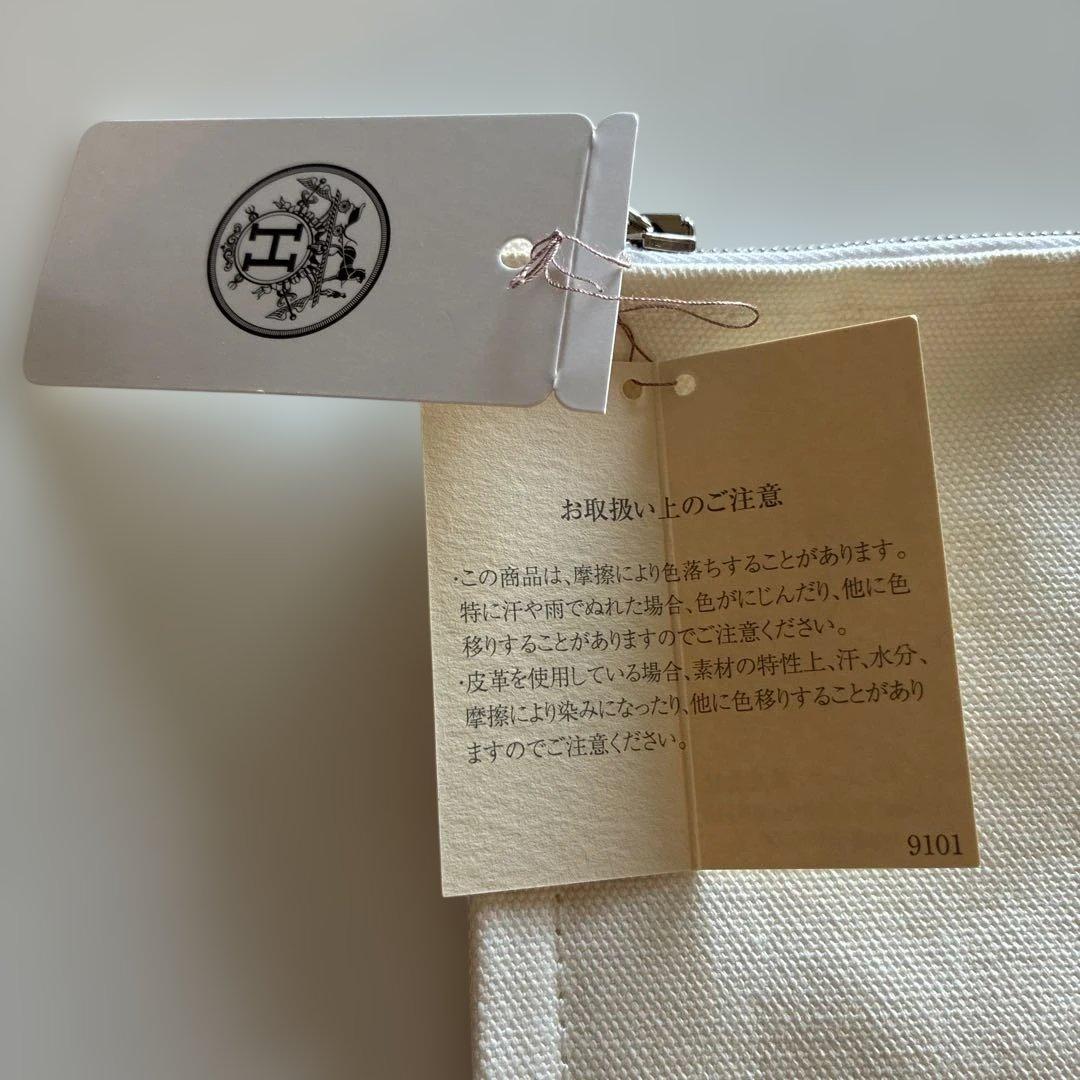 H
お取扱い上のご注意
・この商品は、摩擦により色落ちすることがあります。
特に汗や雨でぬれた場合、色がにじんだり、他に色
移りすることがありますのでご注意ください。
・皮革を使用している場合、素材の特性上、汗、水分、
摩擦により染みになったり、他に色移りすることがあり
ますのでご注意ください。
9101